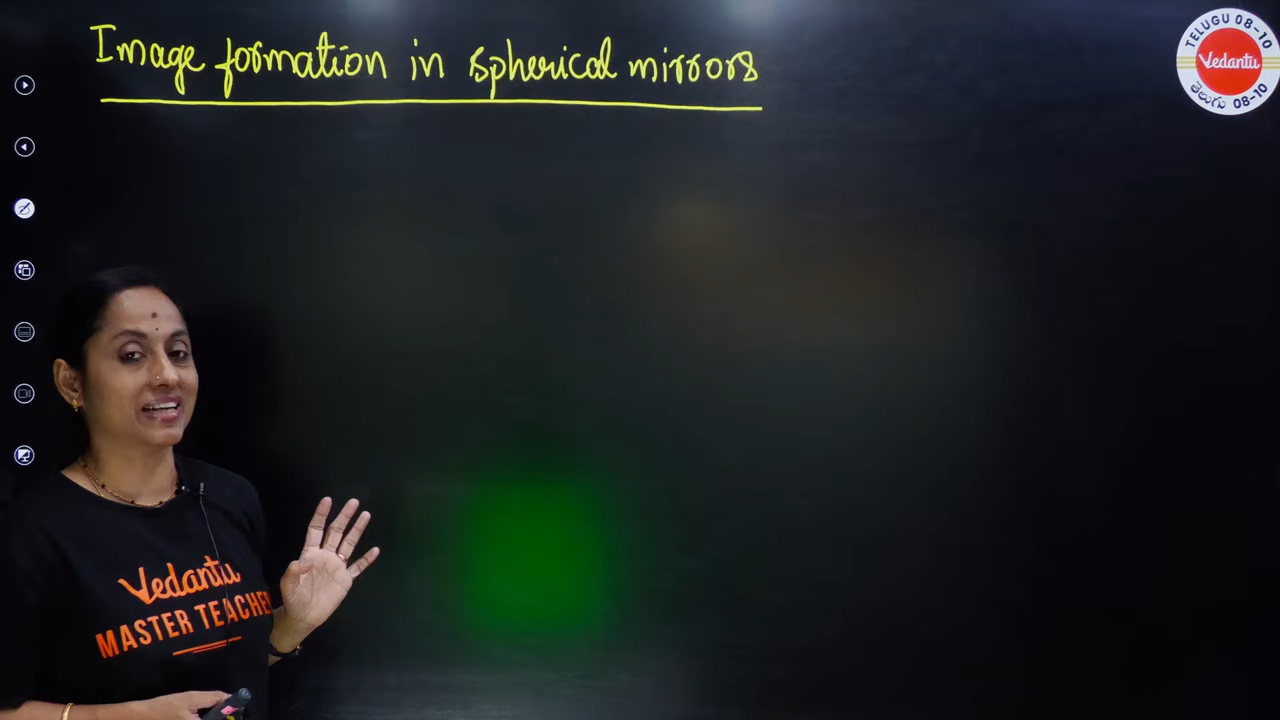 Image formation in spherical mirrors
TELUGU 08-10
Vedantu
తెలుగు 08-10
Vedantu
MASTER TEACHER